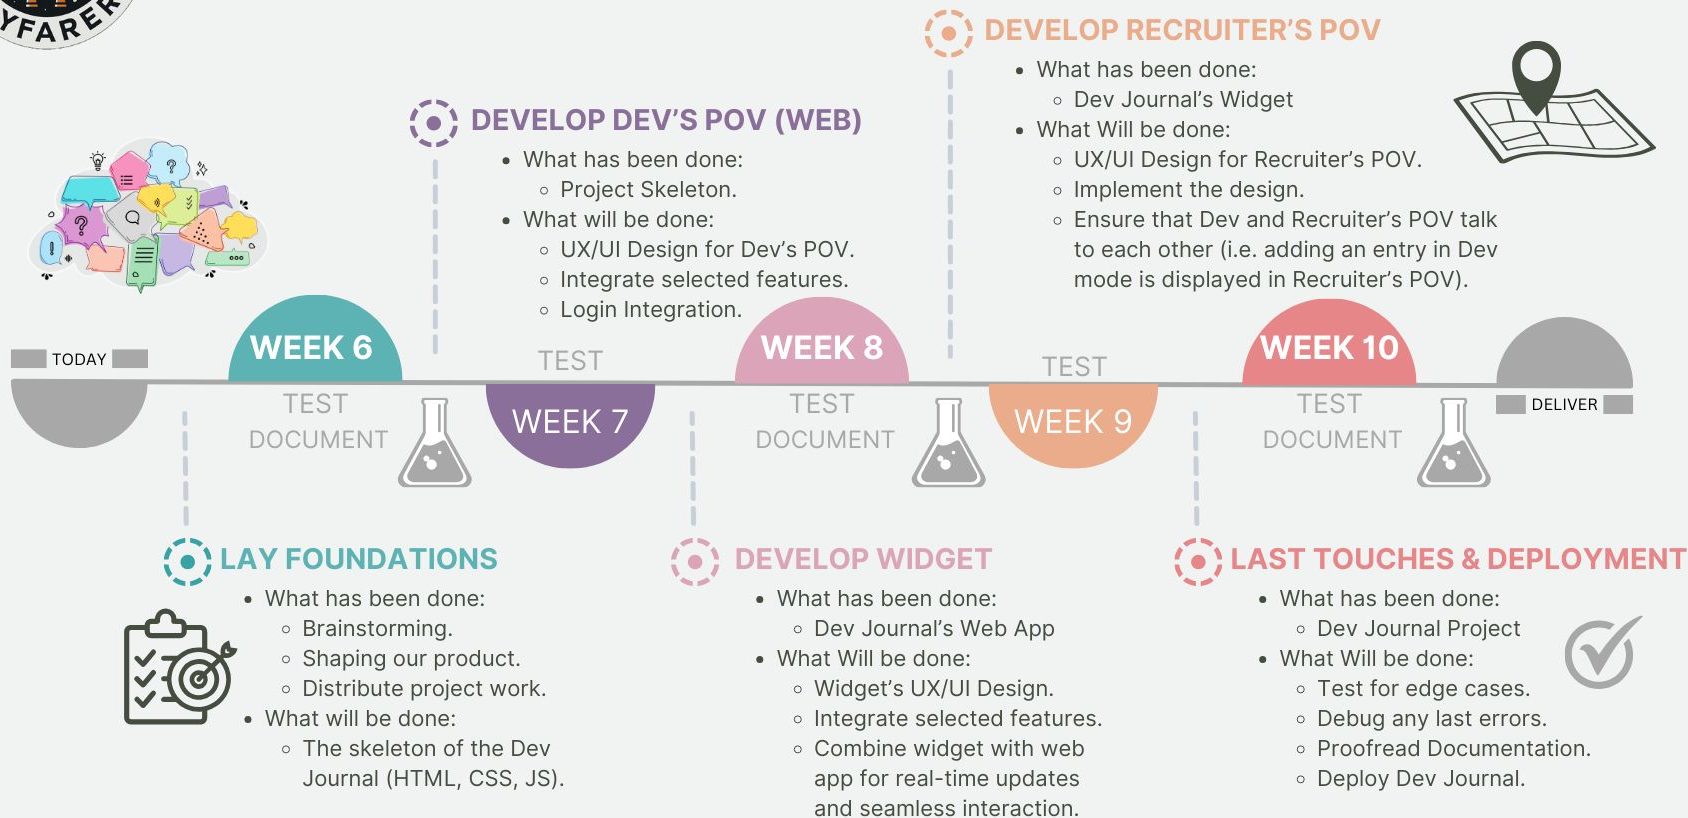 YFARER
DEVELOP RECRUITER'S POV
• What has been done:
◦ Dev Journal's Widget
• What Will be done:
◦ UX/UI Design for Recruiter's POV.
◦ Implement the design.
◦ Ensure that Dev and Recruiter's POV talk
to each other (i.e. adding an entry in Dev
mode is displayed in Recruiter's POV).
DEVELOP DEV'S POV (WEB)
• What has been done:
◦ Project Skeleton.
• What will be done:
◦ UX/UI Design for Dev's POV.
◦ Integrate selected features.
◦ Login Integration.
TODAY
WEEK 6
TEST
DOCUMENT
TEST
WEEK 7
WEEK 8
TEST
DOCUMENT
TEST
WEEK 9
WEEK 10
TEST
DOCUMENT
DELIVER
LAY FOUNDATIONS
• What has been done:
◦ Brainstorming.
◦ Shaping our product.
◦ Distribute project work.
• What will be done:
◦ The skeleton of the Dev
Journal (HTML, CSS, JS).
DEVELOP WIDGET
• What has been done:
◦ Dev Journal's Web App
• What Will be done:
◦ Widget's UX/UI Design.
◦ Integrate selected features.
◦ Combine widget with web
app for real-time updates
and seamless interaction.
LAST TOUCHES & DEPLOYMENT
• What has been done:
◦ Dev Journal Project
• What Will be done:
◦ Test for edge cases.
◦ Debug any last errors.
◦ Proofread Documentation.
◦ Deploy Dev Journal.